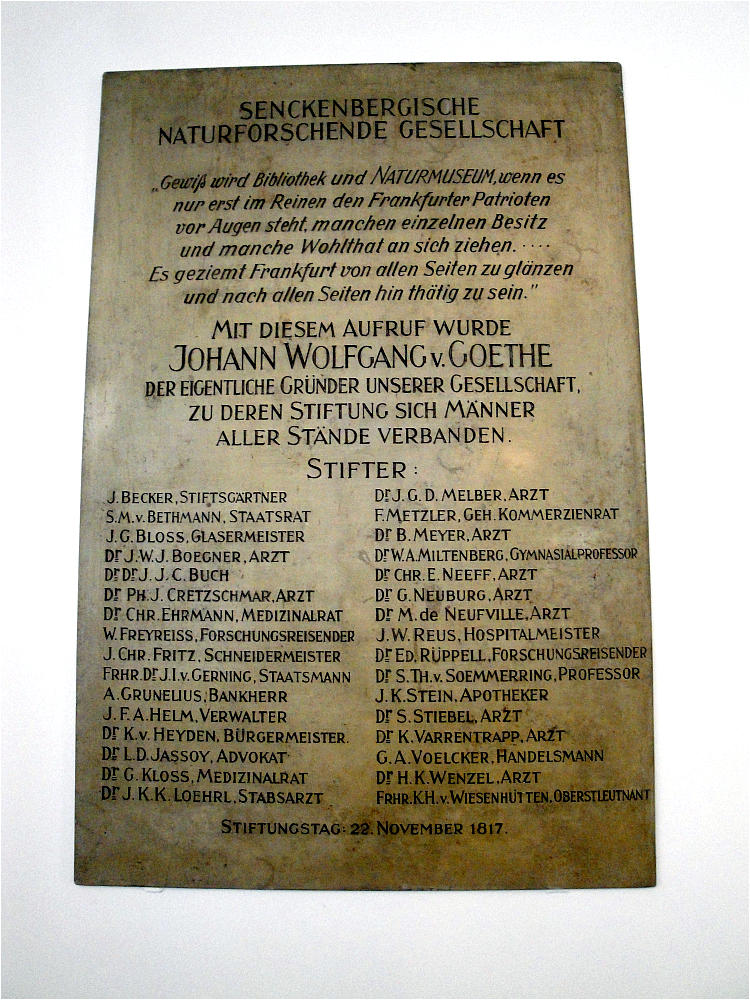 SENCKENBERGISCHE
NATURFORSCHENDE GESELLSCHAFT
„Gewiß wird Bibliothek und NATURMUSEUM, wenn es
nur erst im Reinen den Frankfurter Patrioten
vor Augen steht, manchen einzelnen Besitz
und manche Wohlthat an sich ziehen. ....
Es geziemt Frankfurt von allen Seiten zu glänzen
und nach allen Seiten hin thätig zu sein."
MIT DIESEM AUFRUF WURDE
JOHANN WOLFGANG v. GOETHE
DER EIGENTLICHE GRÜNDER UNSERER GESELLSCHAFT,
ZU DEREN STIFTUNG SICH MÄNNER
ALLER STÄNDE VERBANDEN.
STIFTER:
J. BECKER, STIFTSGÄRTNER
S.M.v. BETHMANN, STAATSRAT
J.G. BLOSS, GLASERMEISTER
Dr J.W.J. BOEGNER, ARZT
Dr Dr J.J.C. BUCH
Dr PH.J. CRETZSCHMAR, ARZT
Dr CHR. EHRMANN, MEDIZINALRAT
W. FREYREISS, FORSCHUNGSREISENDER
J. CHR. FRITZ, SCHNEIDERMEISTER
FRHR. Dr J.I.v. GERNING, STAATSMANN
A. GRUNELIUS, BANKHERR
J.F.A. HELM, VERWALTER
Dr K.v. HEYDEN, BÜRGERMEISTER.
Dr L.D. JASSOY, ADVOKAT
Dr G. KLOSS, MEDIZINALRAT
Dr J.K.K. LOEHRL, STABSARZT
Dr J.G.D. MELBER, ARZT
F. METZLER, GEH. KOMMERZIENRAT
Dr B. MEYER, ARZT
Dr W.A. MILTENBERG, GYMNASIALPROFESSOR
Dr CHR. E. NEEFF, ARZT
Dr G. NEUBURG, ARZT
Dr M. de NEUFVILLE, ARZT
J.W. REUS, HOSPITALMEISTER
Dr ED. RÜPPELL, FORSCHUNGSREISENDER
Dr S.TH.v. SOEMMERRING, PROFESSOR
J.K. STEIN, APOTHEKER
Dr S. STIEBEL, ARZT
Dr K. VARRENTRAPP, ARZT
G.A. VOELCKER, HANDELSMANN
Dr H.K. WENZEL, ARZT
FRHR. K.H.v. WIESENHÜTTEN, OBERSTLEUTNANT
STIFTUNGSTAG: 22. NOVEMBER 1817.